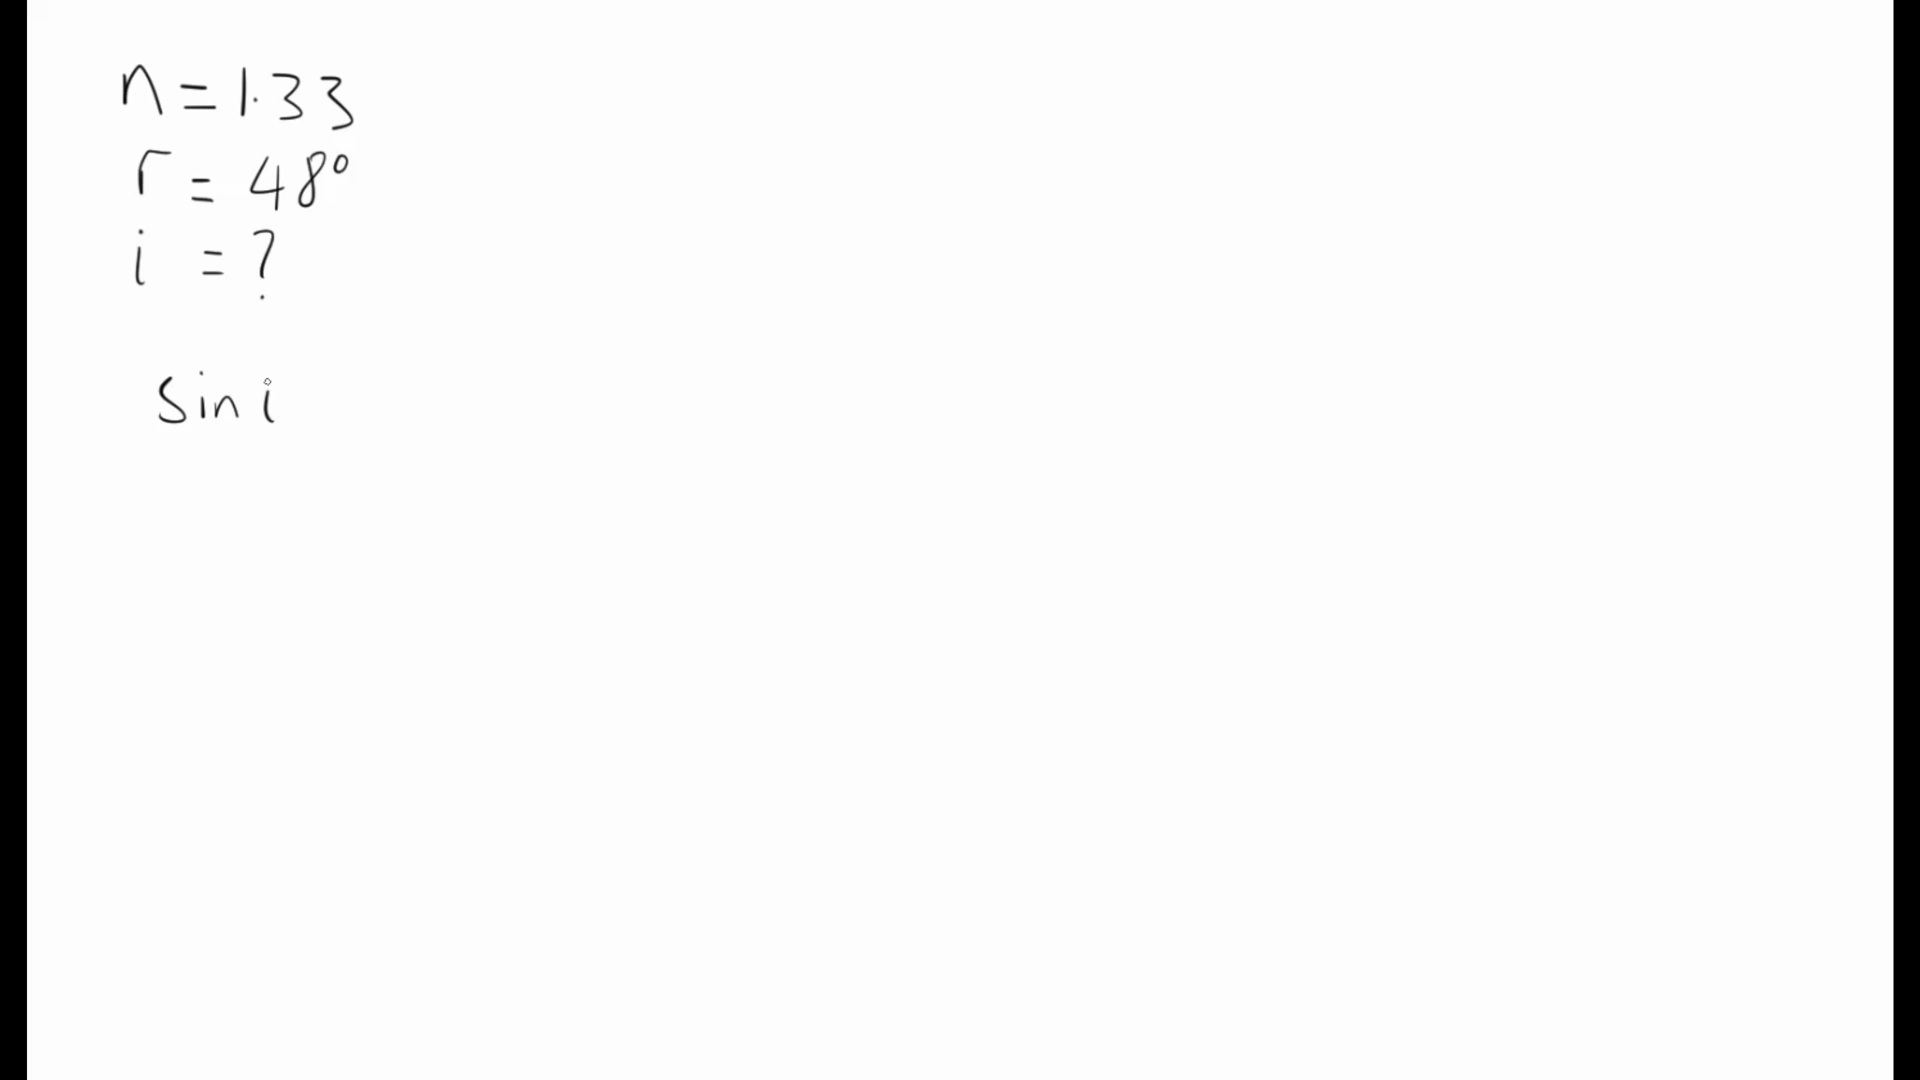 n = 1.33
r = 48°
i = ?
sin i